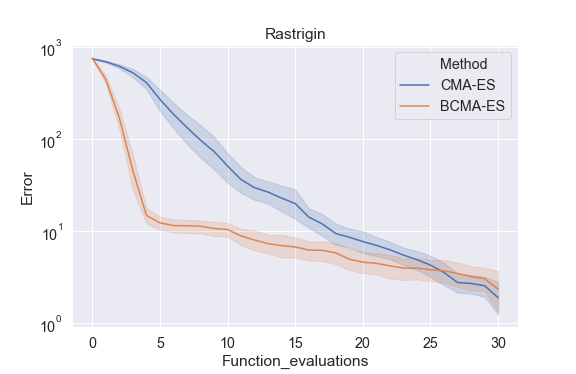 Rastrigin
Method
CMA-ES
BCMA-ES
Error
10³
10²
10¹
10⁰
0 5 10 15 20 25 30
Function_evaluations